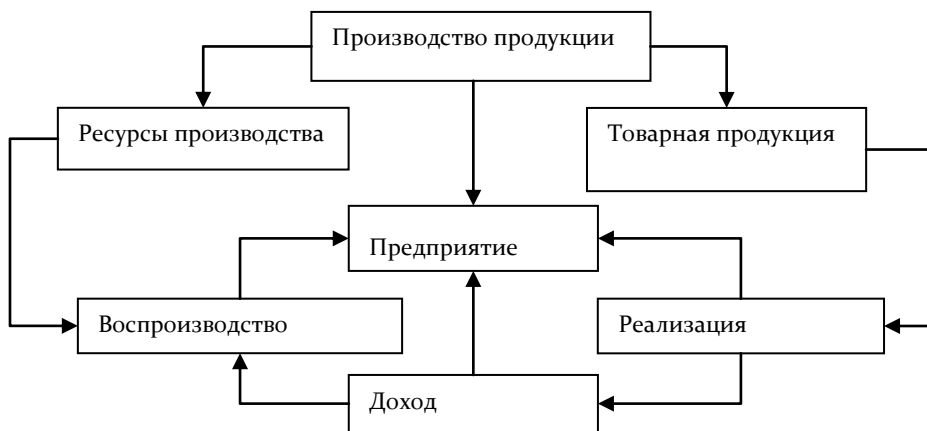 Производство продукции
Ресурсы производства
Товарная продукция
Предприятие
Воспроизводство
Реализация
Доход